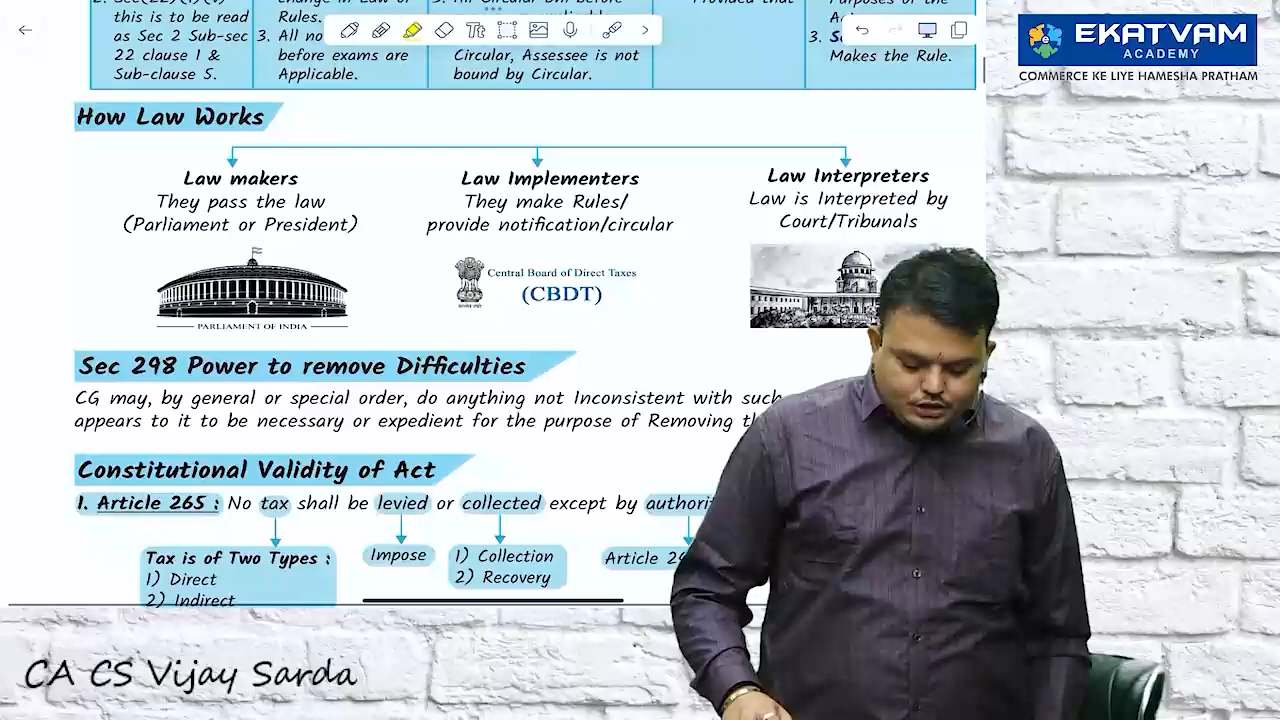 this is to be read
as Sec 2 Sub-sec
22 clause 1 &
Sub-clause 5.
Rules.
3. All no
before exams are
Applicable.
Circular, Assessee is not
bound by Circular.
3. S
Makes the Rule.
EKATVAM
ACADEMY
COMMERCE KE LIYE HAMESHA PRATHAM
How Law Works
Law makers
They pass the law
(Parliament or President)
PARLIAMENT OF INDIA
Law Implementers
They make Rules/
provide notification/circular
Central Board of Direct Taxes
(CBDT)
Law Interpreters
Law is Interpreted by
Court/Tribunals
Sec 298 Power to remove Difficulties
CG may, by general or special order, do anything not Inconsistent with such
appears to it to be necessary or expedient for the purpose of Removing th
Constitutional Validity of Act
1. Article 265 : No tax shall be levied or collected except by authori
Tax is of Two Types :
1) Direct
2) Indirect
Impose
1) Collection
2) Recovery
Article 2
CA CS Vijay Sarda